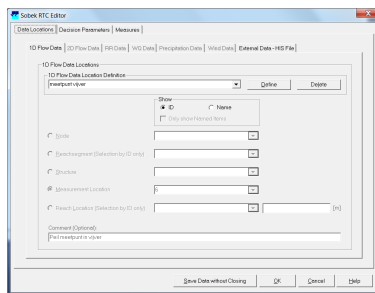 Sobek RTC Editor
Data Locations | Decision Parameters | Measures
1D Flow Data | 2D Flow Data | RR Data | WQ Data | Precipitation Data | Wind Data | External Data - HIS File
1D Flow Data Locations
1D Flow Data Location Definition
meetpunt vijver
Define
Delete
Show
ID
Name
Only show Named Items
Node
Reachsegment (Selection by ID only)
Structure
Measurement Location
6
Reach Location (Selection by ID only)
(m)
Comment (Optional):
Peil meetpunt is vijver
Save Data without Closing
OK
Cancel
Help